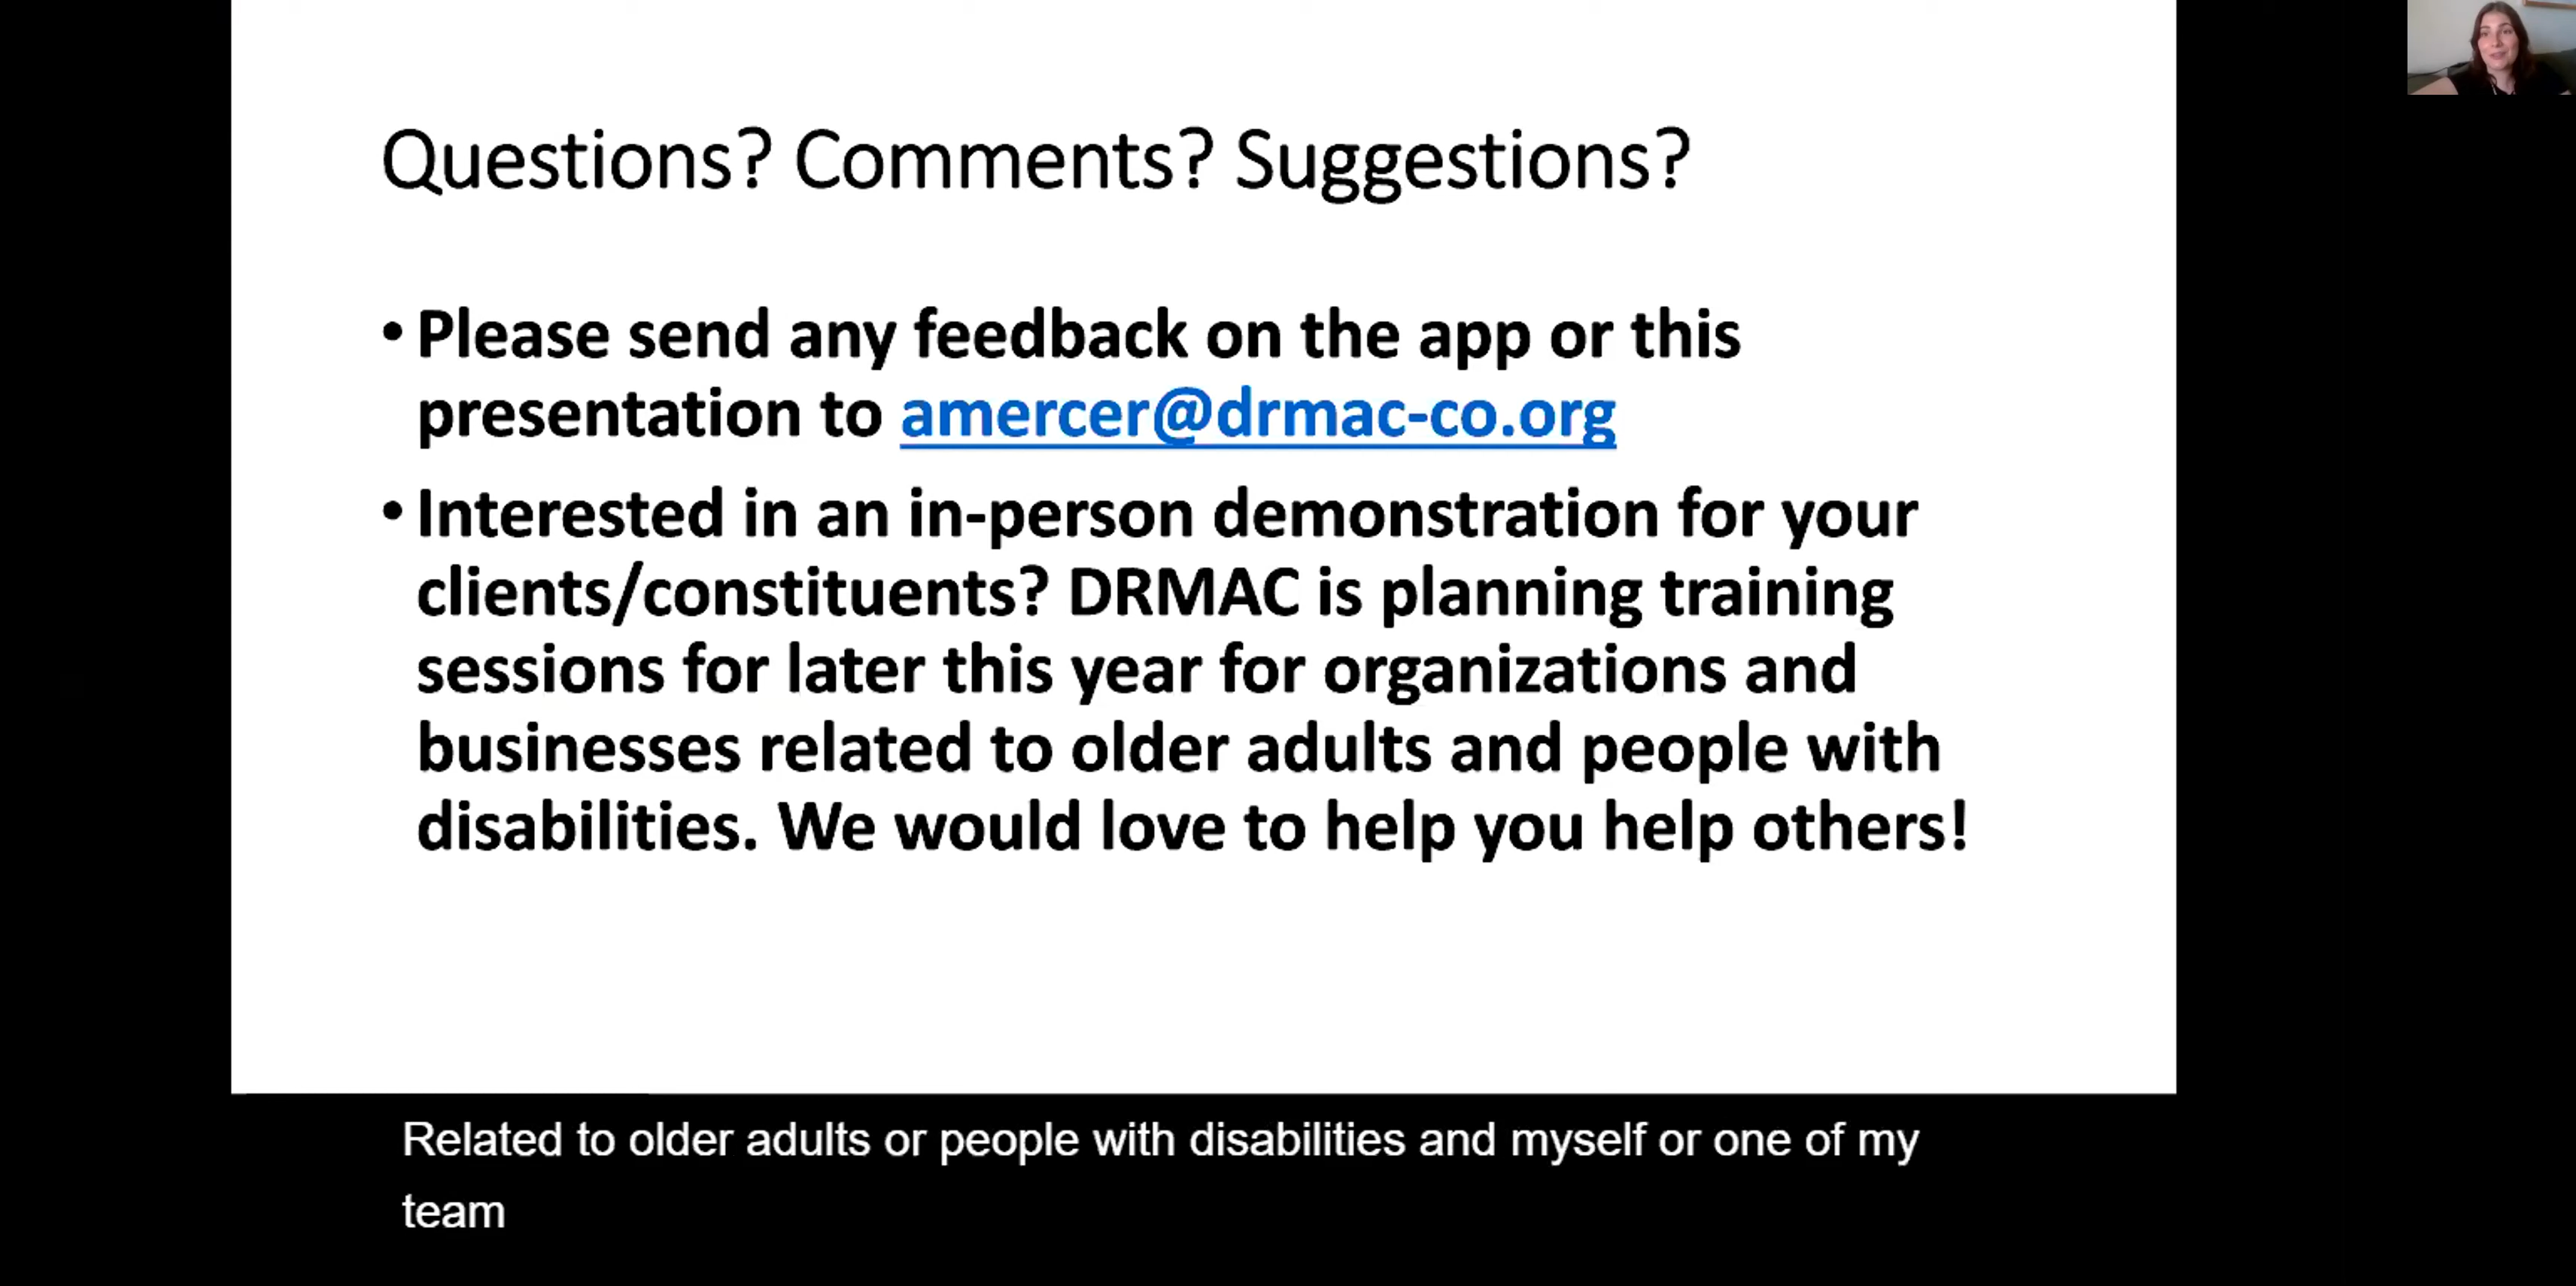 Questions? Comments? Suggestions?
• Please send any feedback on the app or this
presentation to amercer@drmac-co.org
• Interested in an in-person demonstration for your
clients/constituents? DRMAC is planning training
sessions for later this year for organizations and
businesses related to older adults and people with
disabilities. We would love to help you help others!
Related to older adults or people with disabilities and myself or one of my
team